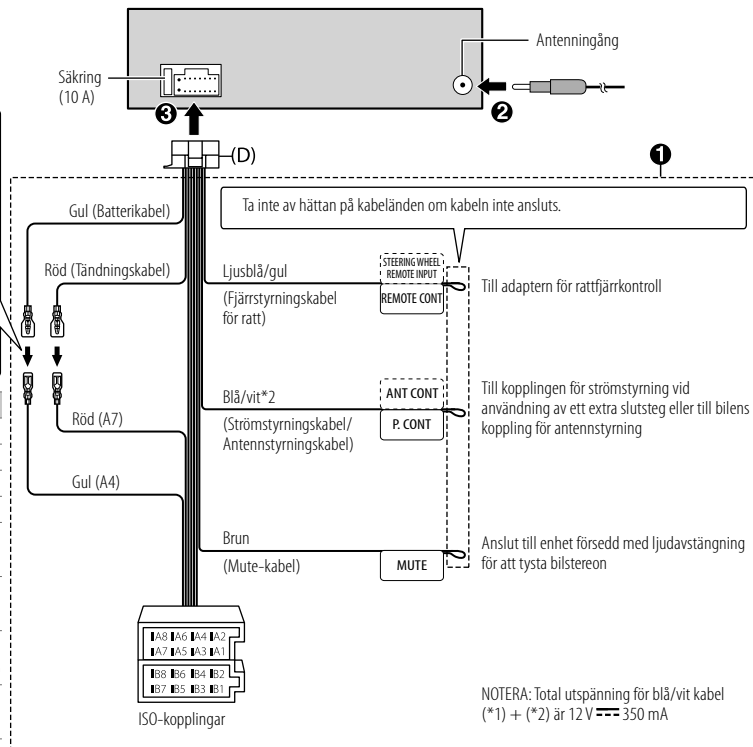 Antenningång
Säkring
(10 A)
❸
❷
(D)
❶
Gul (Batterikabel)
Ta inte av hättan på kabeländen om kabeln inte ansluts.
Röd (Tändningskabel)
Ljusblå/gul
(Fjärrstyrningskabel
för ratt)
STEERING WHEEL
REMOTE INPUT
REMOTE CONT
Till adaptern för rattfjärrkontroll
Blå/vit*2
(Strömstyrningskabel/
Antennstyrningskabel)
ANT CONT
P. CONT
Till kopplingen för strömstyrning vid
användning av ett extra slutsteg eller till bilens
koppling för antennstyrning
Röd (A7)
Gul (A4)
Brun
(Mute-kabel)
MUTE
Anslut till enhet försedd med ljudavstängning
för att tysta bilstereon
A8 A6 A4 A2
A7 A5 A3 A1
B8 B6 B4 B2
B7 B5 B3 B1
ISO-kopplingar
NOTERA: Total utspänning för blå/vit kabel
(*1) + (*2) är 12 V ⎓ 350 mA